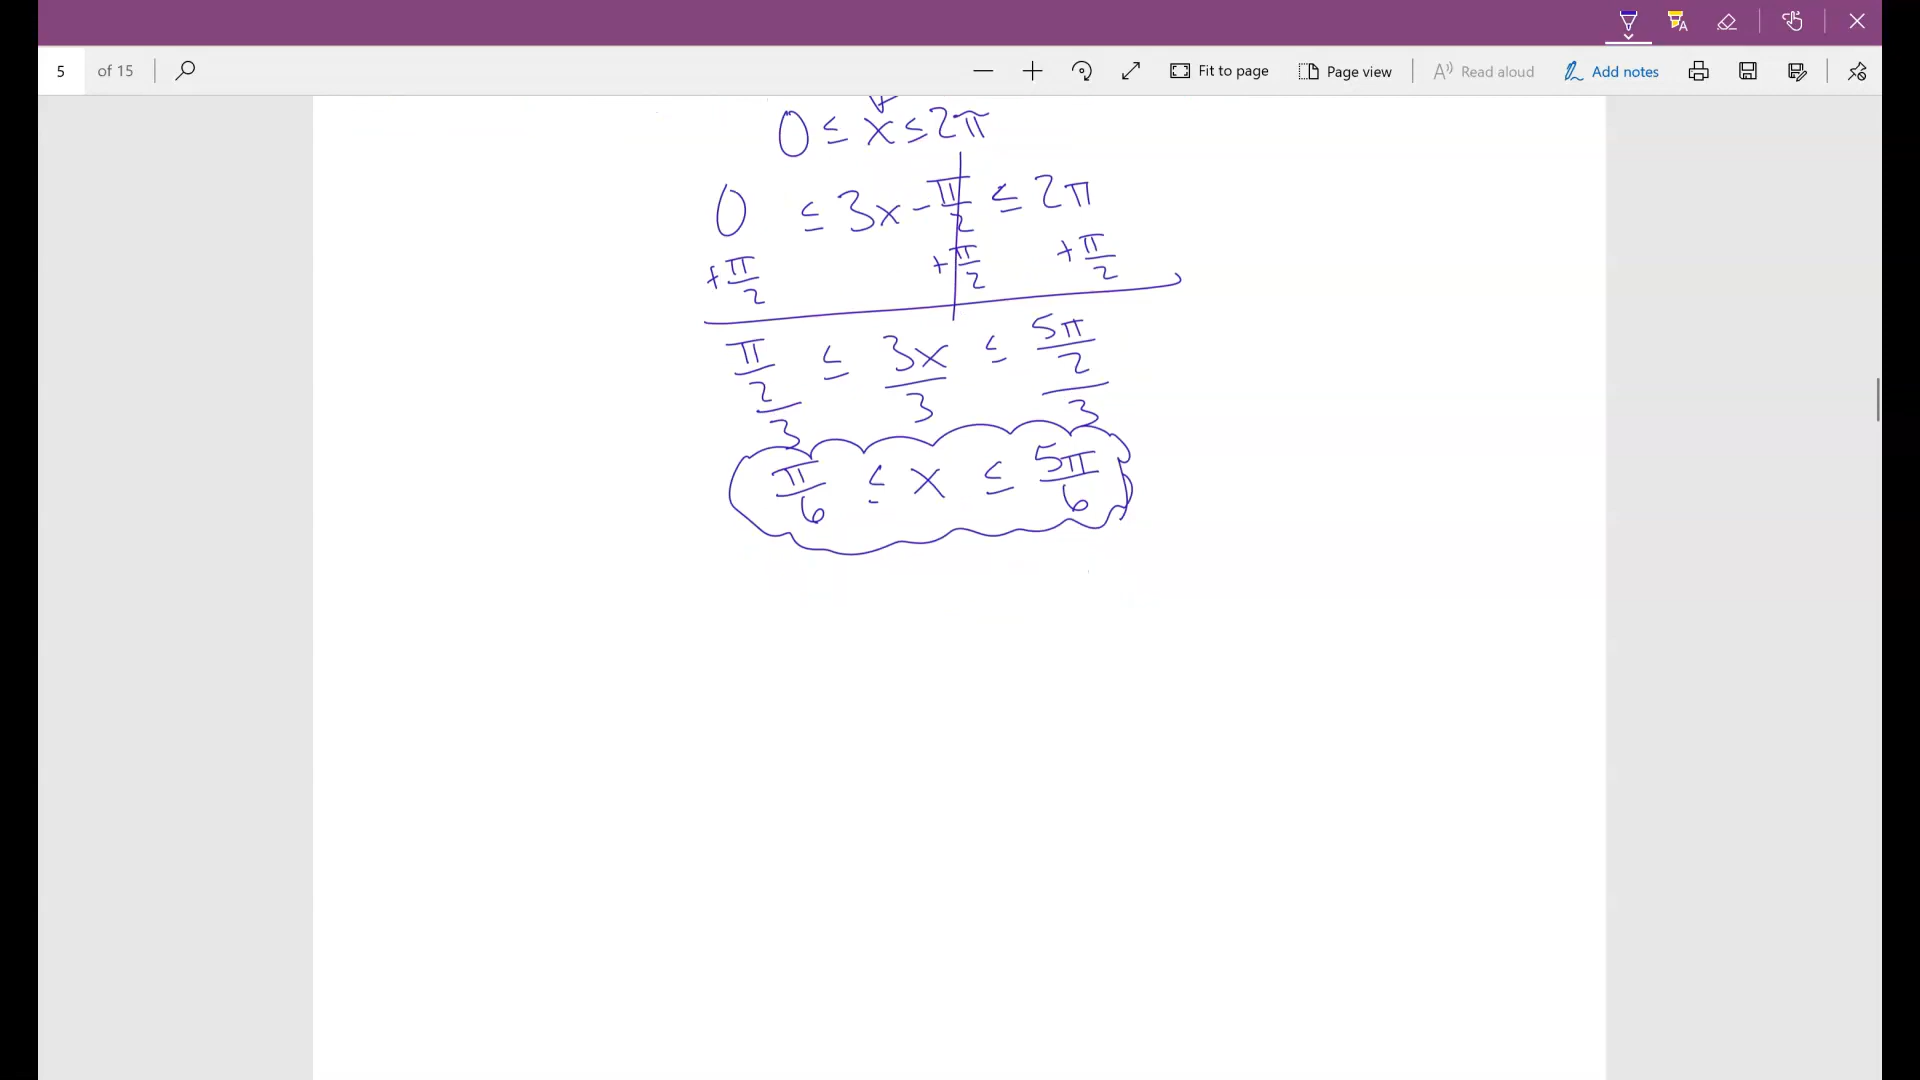 5 of 15 Fit to page Page view Read aloud Add notes
0 ≤ x ≤ 2π
0 ≤ 3x - π/2 ≤ 2π
+π/2 +π/2 +π/2
π/2/3 ≤ 3x/3 ≤ 5π/2/3
π/6 ≤ x ≤ 5π/6